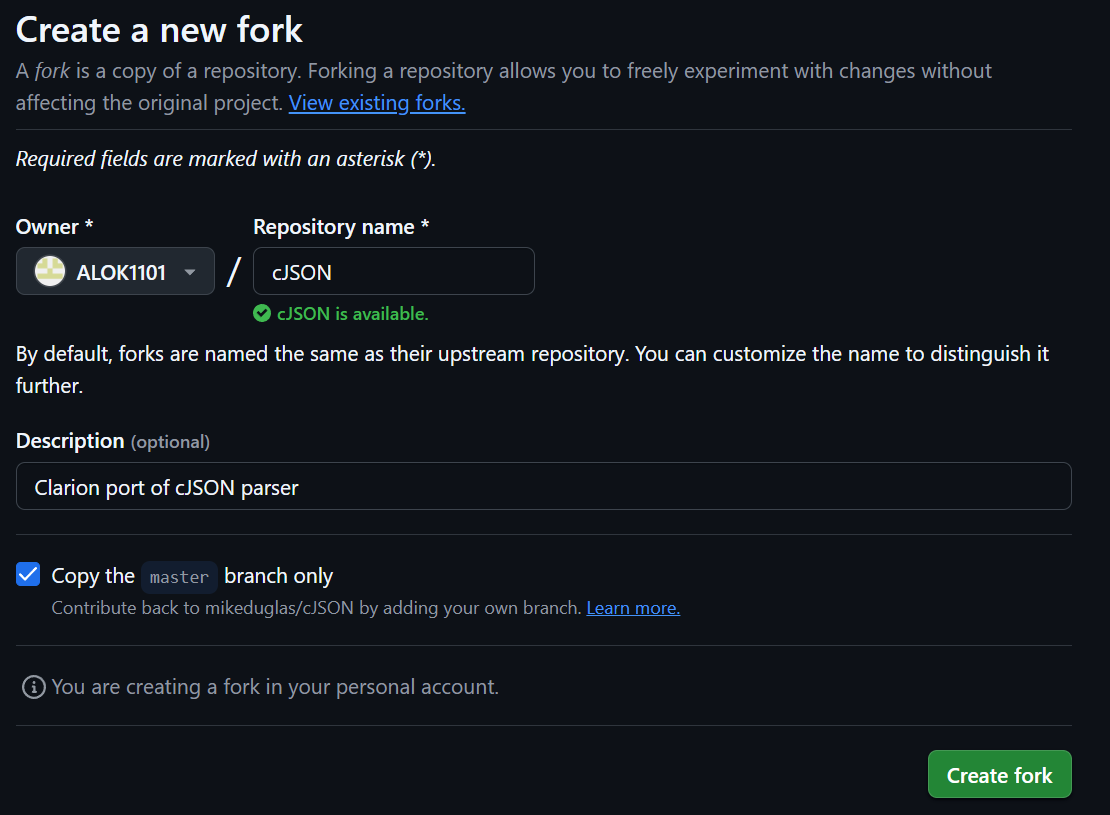 Create a new fork
A fork is a copy of a repository. Forking a repository allows you to freely experiment with changes without
affecting the original project. View existing forks.
Required fields are marked with an asterisk (*).
Owner *
Repository name *
ALOK1101
/
cJSON
cJSON is available.
By default, forks are named the same as their upstream repository. You can customize the name to distinguish it
further.
Description (optional)
Clarion port of cJSON parser
Copy the master branch only
Contribute back to mikeduglas/cJSON by adding your own branch. Learn more.
You are creating a fork in your personal account.
Create fork